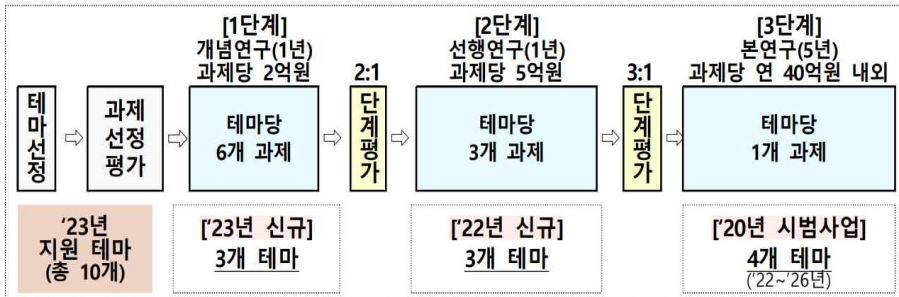 [1단계]
개념연구(1년)
과제당 2억원
2:1
[2단계]
선행연구(1년)
과제당 5억원
3:1
[3단계]
본연구(5년)
과제당 연 40억원 내외
테마선정
과제
선정
평가
테마당
6개 과제
단계평가
테마당
3개 과제
단계평가
테마당
1개 과제
'23년
지원 테마
(총 10개)
['23년 신규]
3개 테마
['22년 신규]
3개 테마
['20년 시범사업]
4개 테마
('22~'26년)